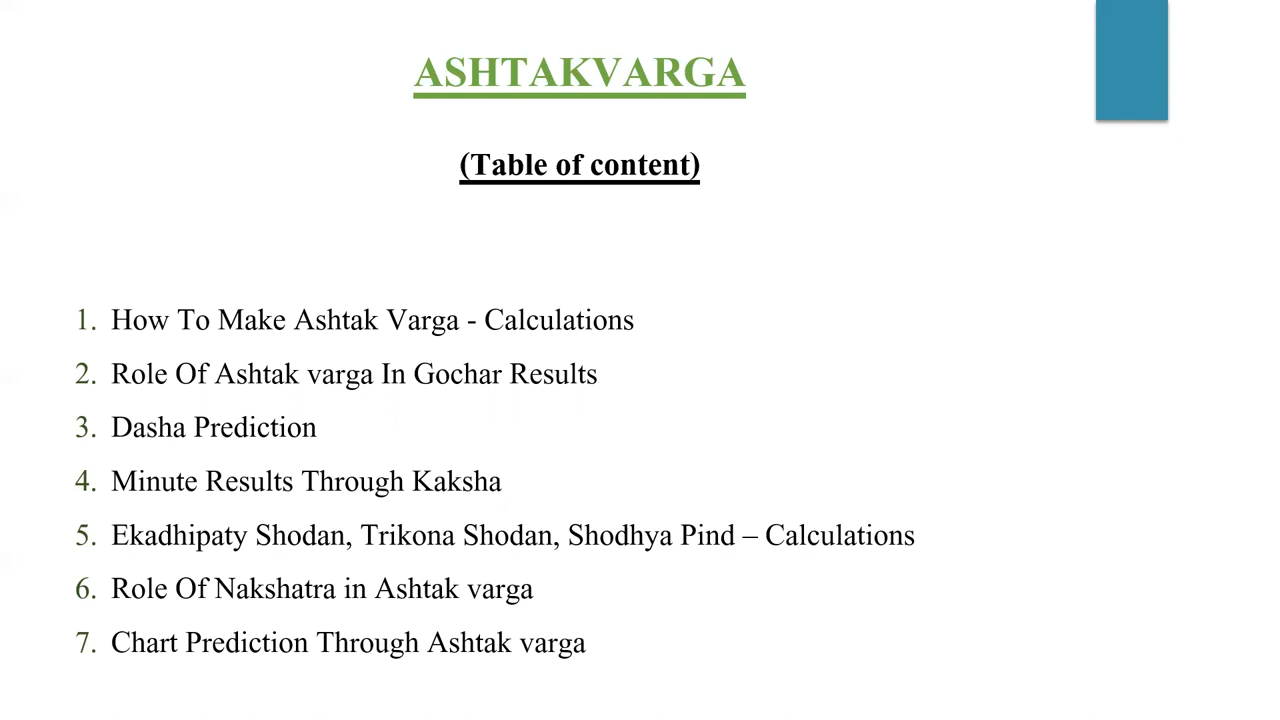 ASHTAKVARGA
(Table of content)
1. How To Make Ashtak Varga - Calculations
2. Role Of Ashtak varga In Gochar Results
3. Dasha Prediction
4. Minute Results Through Kaksha
5. Ekadhipaty Shodan, Trikona Shodan, Shodhya Pind – Calculations
6. Role Of Nakshatra in Ashtak varga
7. Chart Prediction Through Ashtak varga